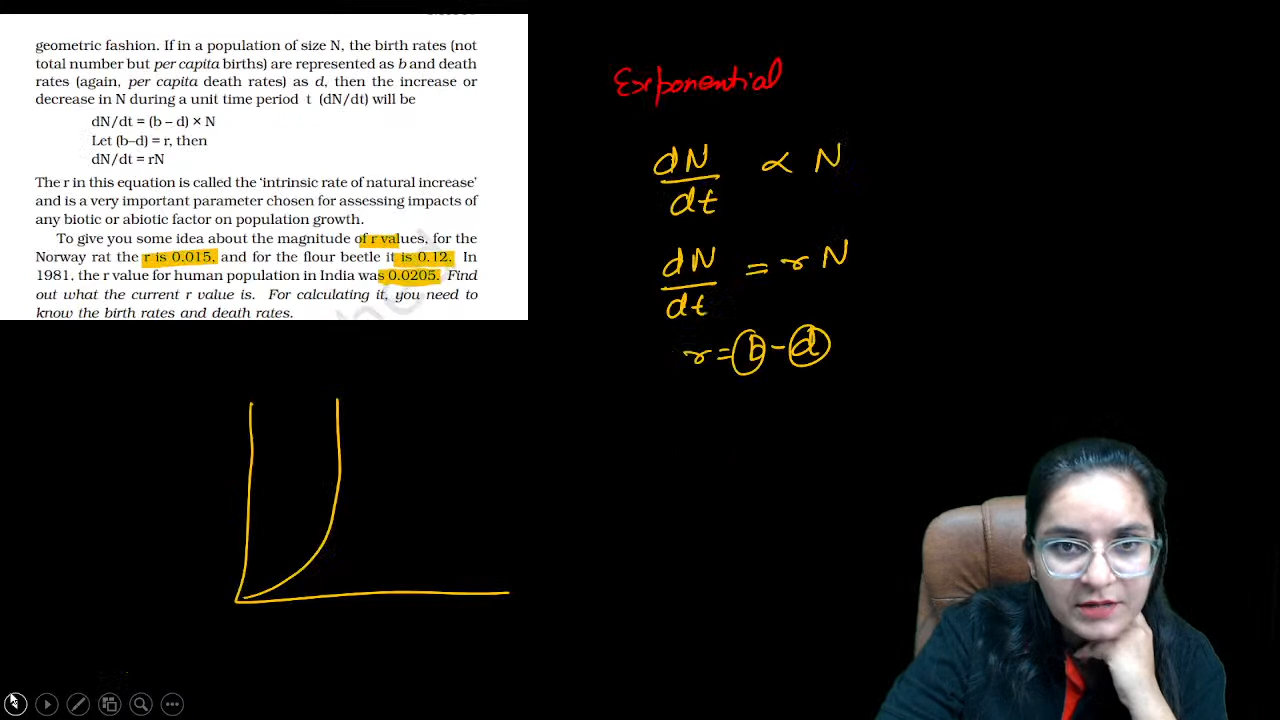 geometric fashion. If in a population of size N, the birth rates (not
total number but per capita births) are represented as b and death
rates (again, per capita death rates) as d, then the increase or
decrease in N during a unit time period t (dN/dt) will be
dN/dt = (b – d) × N
Let (b–d) = r, then
dN/dt = rN
The r in this equation is called the ‘intrinsic rate of natural increase’
and is a very important parameter chosen for assessing impacts of
any biotic or abiotic factor on population growth.
To give you some idea about the magnitude of r values, for the
Norway rat the r is 0.015, and for the flour beetle it is 0.12. In
1981, the r value for human population in India was 0.0205. Find
out what the current r value is. For calculating it, you need to
know the birth rates and death rates.
Exponential
dN/dt ∝ N
dN/dt = r N
r = b - d